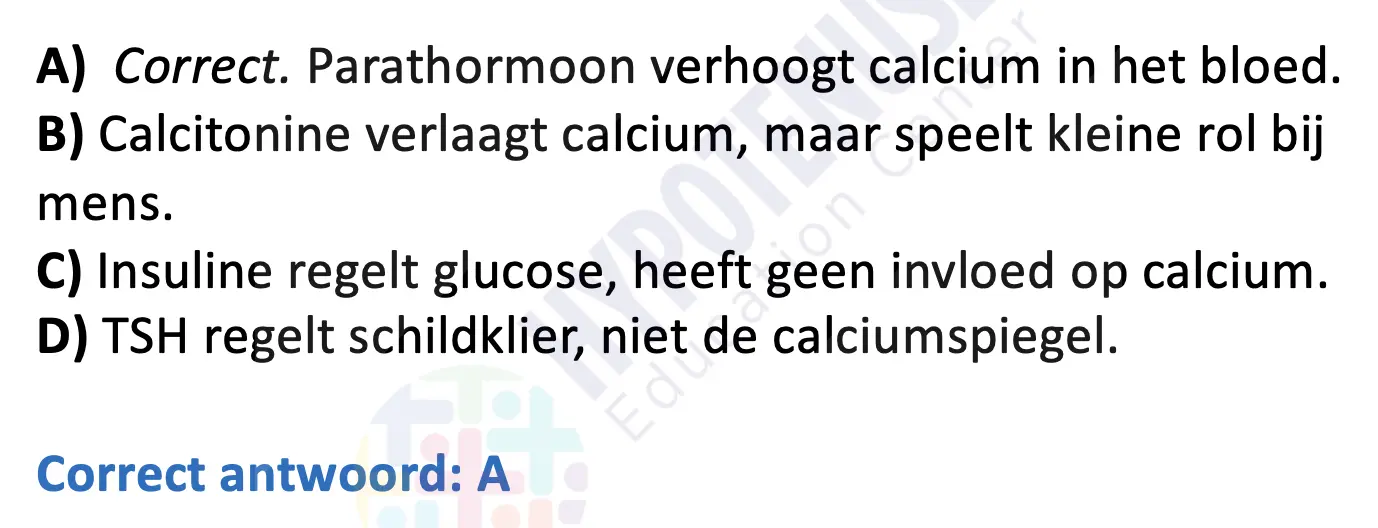 A) Correct. Parathormoon verhoogt calcium in het bloed.
B) Calcitonine verlaagt calcium, maar speelt kleine rol bij
mens.
C) Insuline regelt glucose, heeft geen invloed op calcium.
D) TSH regelt schildklier, niet de calciumspiegel.
Correct antwoord: A
HYPOTENUSE
Education Center